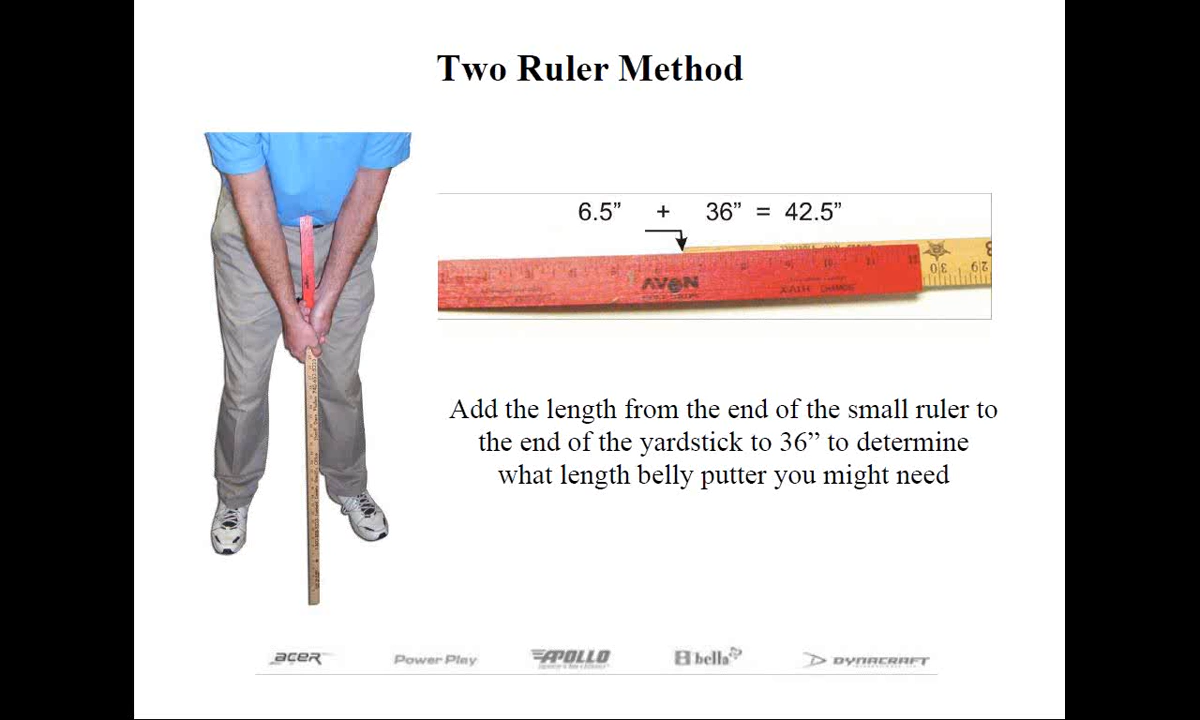 Two Ruler Method
6.5” + 36” = 42.5”
AVON
30 29
Add the length from the end of the small ruler to
the end of the yardstick to 36” to determine
what length belly putter you might need
acer Power Play APOLLO bella DYNACRAFT